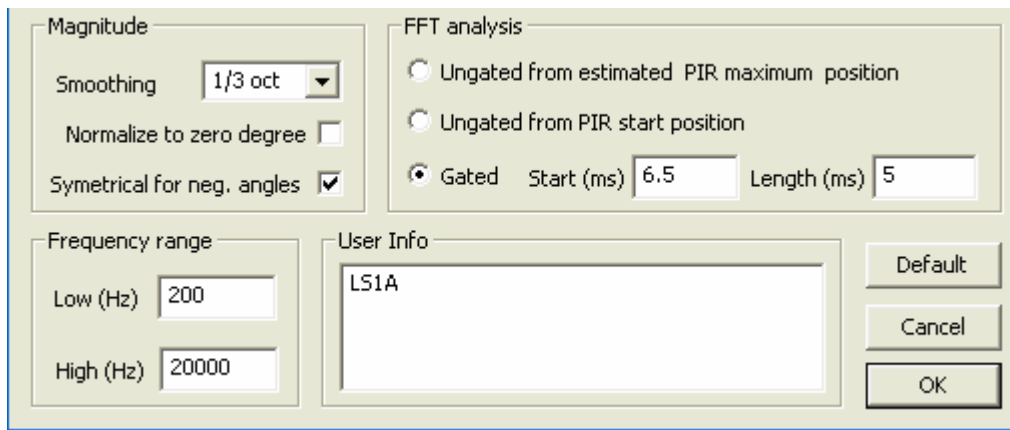 Magnitude
Smoothing 1/3 oct
Normalize to zero degree
Symetrical for neg. angles
FFT analysis
Ungated from estimated PIR maximum position
Ungated from PIR start position
Gated Start (ms) 6.5 Length (ms) 5
Frequency range
Low (Hz) 200
High (Hz) 20000
User Info
LS1A
Default
Cancel
OK